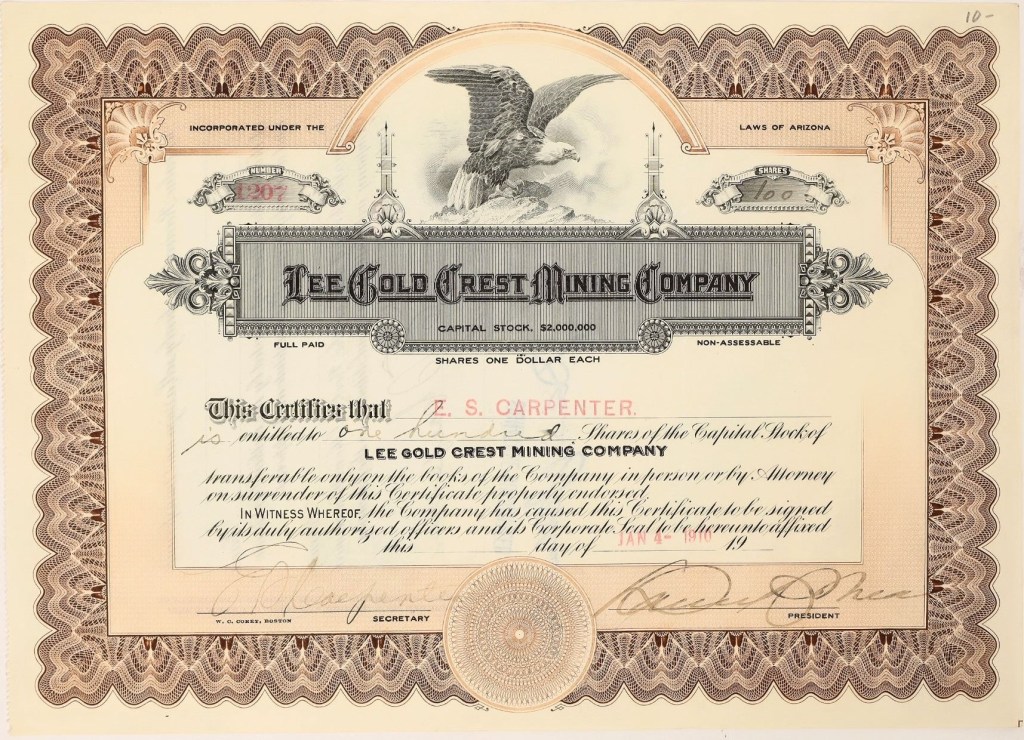 10-
INCORPORATED UNDER THE
LAWS OF ARIZONA
NUMBER
1207
SHARES
100
LEE GOLD CREST MINING COMPANY
CAPITAL STOCK, $2,000,000
FULL PAID
NON-ASSESSABLE
SHARES ONE DOLLAR EACH
This Certifies that E. S. CARPENTER.
is entitled to one hundred Shares of the Capital Stock of
LEE GOLD CREST MINING COMPANY
transferable only on the books of the Company in person or by Attorney
on surrender of this Certificate properly endorsed.
IN WITNESS WHEREOF, the Company has caused this Certificate to be signed
by its duly authorized officers and its Corporate Seal to be hereunto affixed
this day of JAN 4- 1910 19
E S Carpenter
W. C. COREY, BOSTON
SECRETARY
PRESIDENT